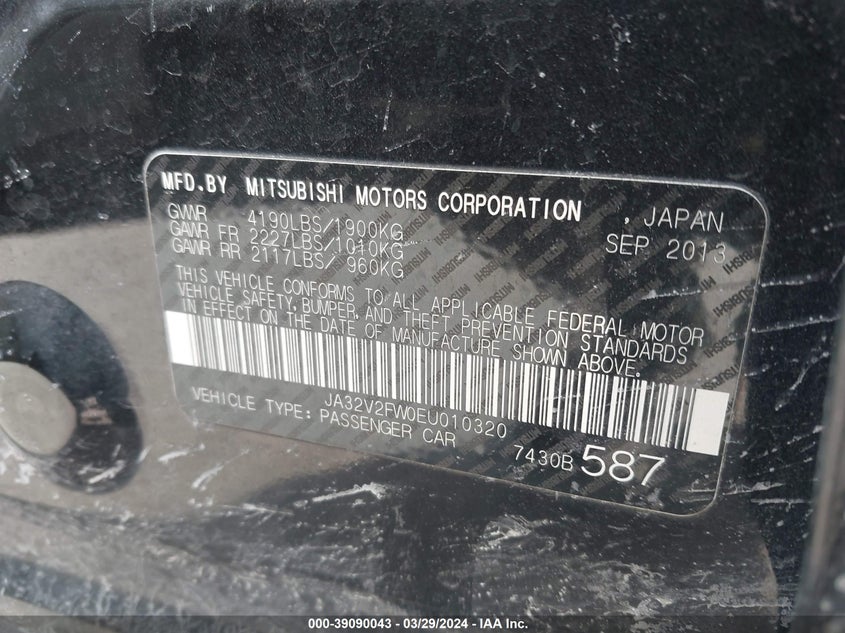 MFD.BY MITSUBISHI MOTORS CORPORATION , JAPAN
GVWR 4190LBS/1900KG SEP 2013
GAWR FR 2227LBS/1010KG
GAWR RR 2117LBS/ 960KG
THIS VEHICLE CONFORMS TO ALL APPLICABLE FEDERAL MOTOR
VEHICLE SAFETY, BUMPER, AND THEFT PREVENTION STANDARDS
IN EFFECT ON THE DATE OF MANUFACTURE SHOWN ABOVE.
JA32V2FW0EU010320
VEHICLE TYPE: PASSENGER CAR
7430B 587
000-39090043 - 03/29/2024 - IAA Inc.